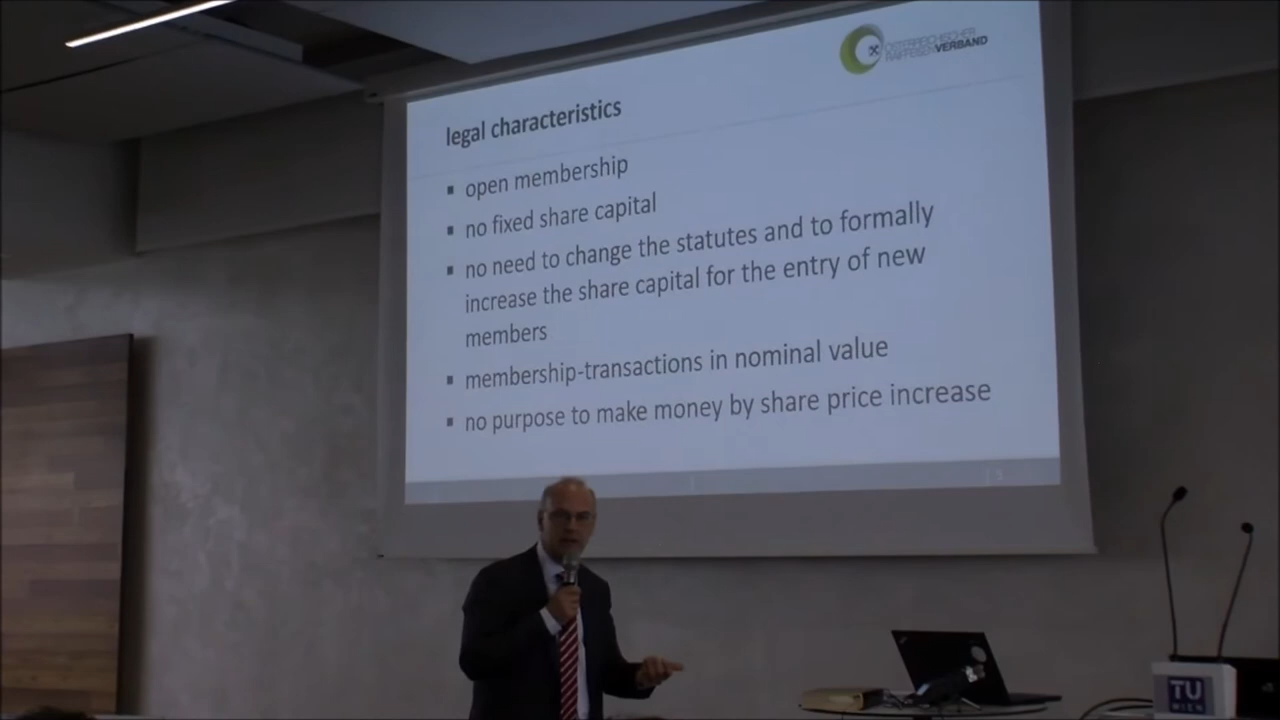 ÖSTERREICHISCHER
RAIFFEISENVERBAND
legal characteristics
▪ open membership
▪ no fixed share capital
▪ no need to change the statutes and to formally
increase the share capital for the entry of new
members
▪ membership-transactions in nominal value
▪ no purpose to make money by share price increase
TU
WIEN